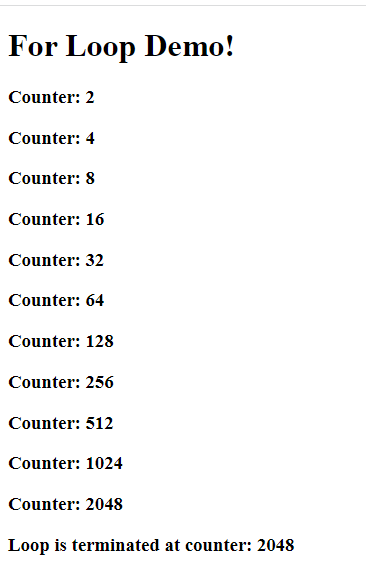 For Loop Demo!
Counter: 2
Counter: 4
Counter: 8
Counter: 16
Counter: 32
Counter: 64
Counter: 128
Counter: 256
Counter: 512
Counter: 1024
Counter: 2048
Loop is terminated at counter: 2048